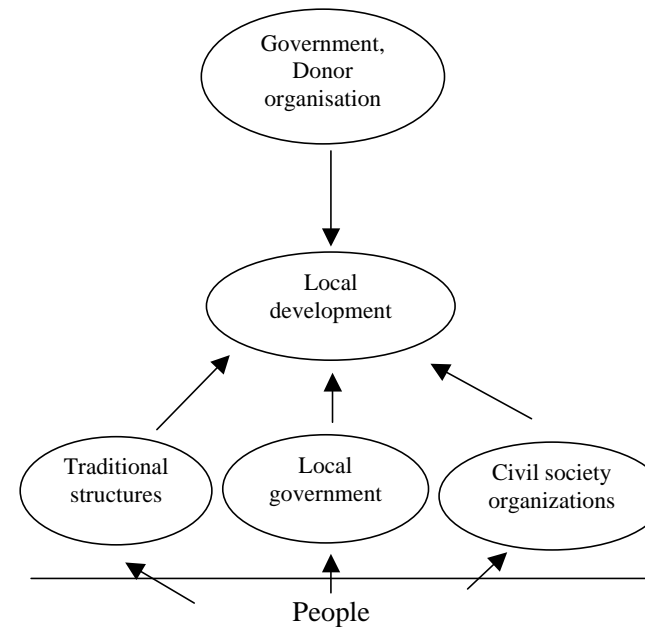 Government,
Donor
organisation
Local
development
Traditional
structures
Local
government
Civil society
organizations
People